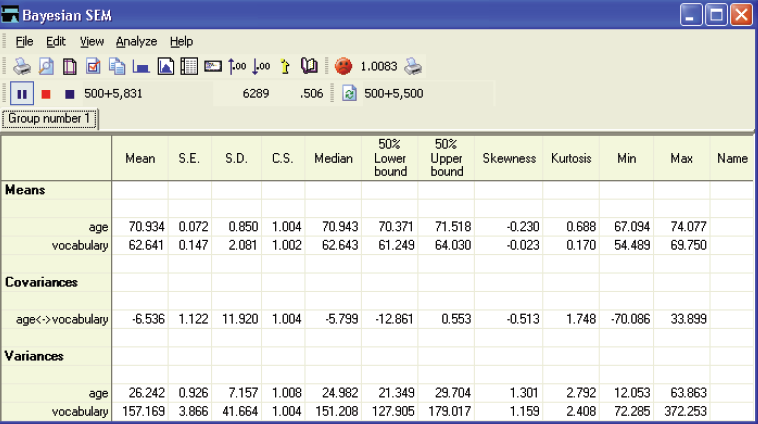 Bayesian SEM
File Edit View Analyze Help
1.0083
500+5,831 6289 .506 500+5,500
Group number 1
Mean S.E. S.D. C.S. Median 50% Lower bound 50% Upper bound Skewness Kurtosis Min Max Name
Means
age 70.934 0.072 0.850 1.004 70.943 70.371 71.518 -0.230 0.688 67.094 74.077
vocabulary 62.641 0.147 2.081 1.002 62.643 61.249 64.030 -0.023 0.170 54.489 69.750
Covariances
age<->vocabulary -6.536 1.122 11.920 1.004 -5.799 -12.861 0.553 -0.513 1.748 -70.086 33.899
Variances
age 26.242 0.926 7.157 1.008 24.982 21.349 29.704 1.301 2.792 12.053 63.863
vocabulary 157.169 3.866 41.664 1.004 151.208 127.905 179.017 1.159 2.408 72.285 372.253